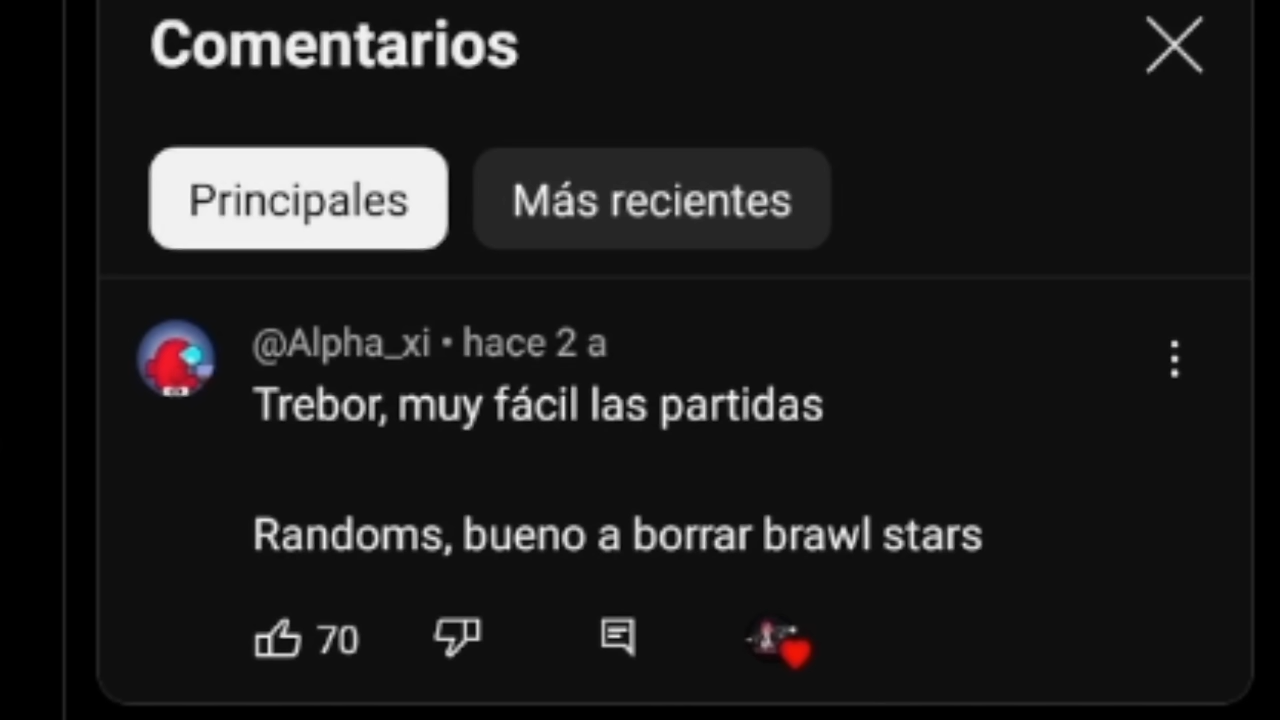 Comentarios
Principales Más recientes
@Alpha_xi • hace 2 a
Trebor, muy fácil las partidas
Randoms, bueno a borrar brawl stars
70